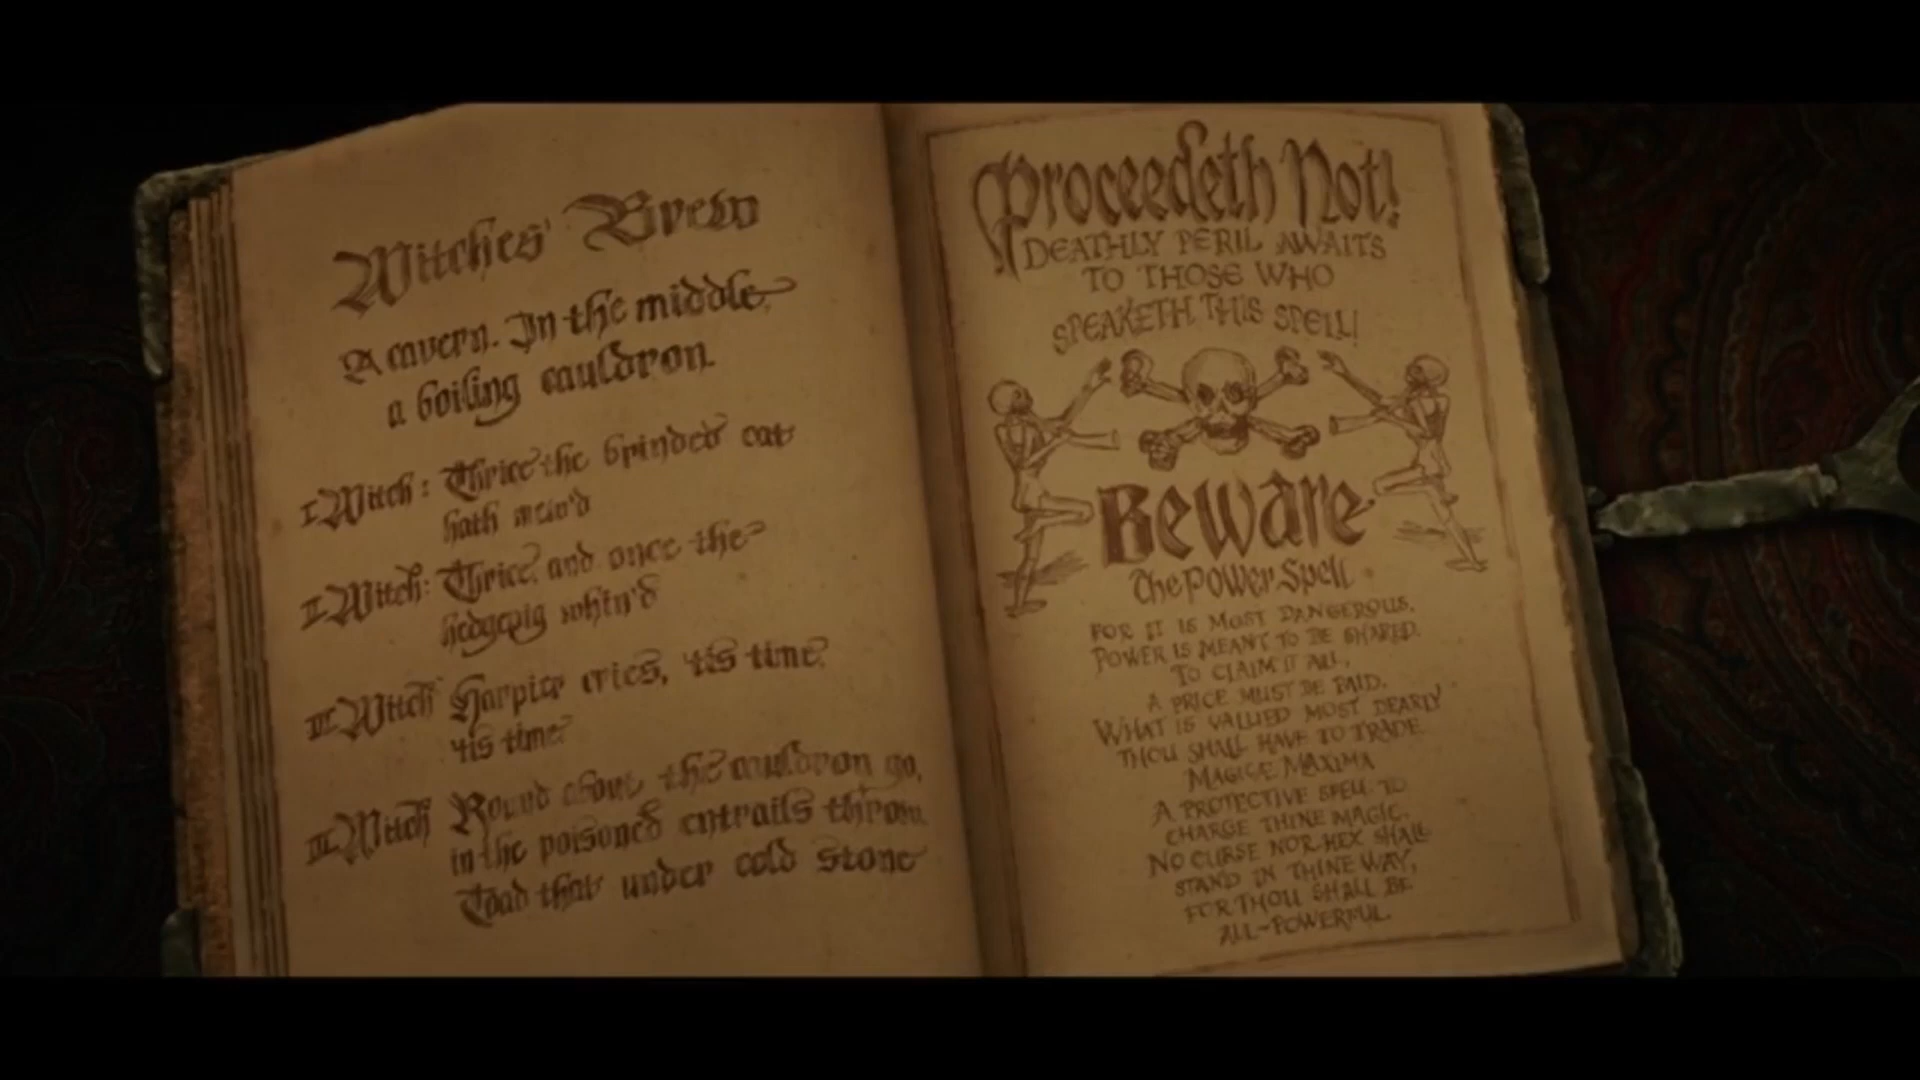 Witches' Brew
A cavern. In the middle,
a boiling cauldron.
I Witch: Thrice the brinded cat
hath mew'd
II Witch: Thrice, and once the
hedgepig whin'd
III Witch Harpier cries, 'tis time,
'tis time.
III Witch Round about the cauldron go,
in the poisoned entrails throw.
Toad that under cold stone
Proceedeth Not!
DEATHLY PERIL AWAITS
TO THOSE WHO
SPEAKETH THIS SPELL!
Beware
The Power Spell
FOR IT IS MOST DANGEROUS.
POWER IS MEANT TO BE SHARED.
TO CLAIM IT ALL,
A PRICE MUST BE PAID.
WHAT IS VALUED MOST DEARLY
THOU SHALL HAVE TO TRADE
MAGICE MAXIMA
A PROTECTIVE SPELL TO
CHARGE THINE MAGIC.
NO CURSE NOR HEX SHALL
STAND IN THINE WAY,
FOR THOU SHALL BE
ALL-POWERFUL.